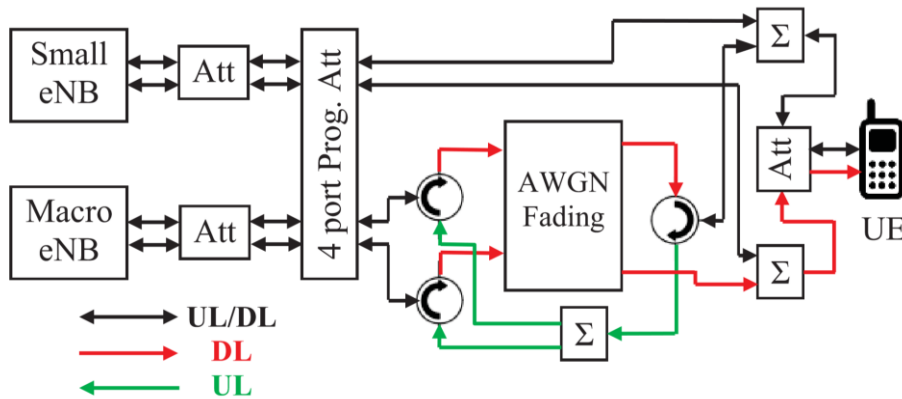 Small
eNB
Att
4 port Prog. Att
Σ
AWGN
Fading
Att
UE
Macro
eNB
Att
Σ
Σ
UL/DL
DL
UL